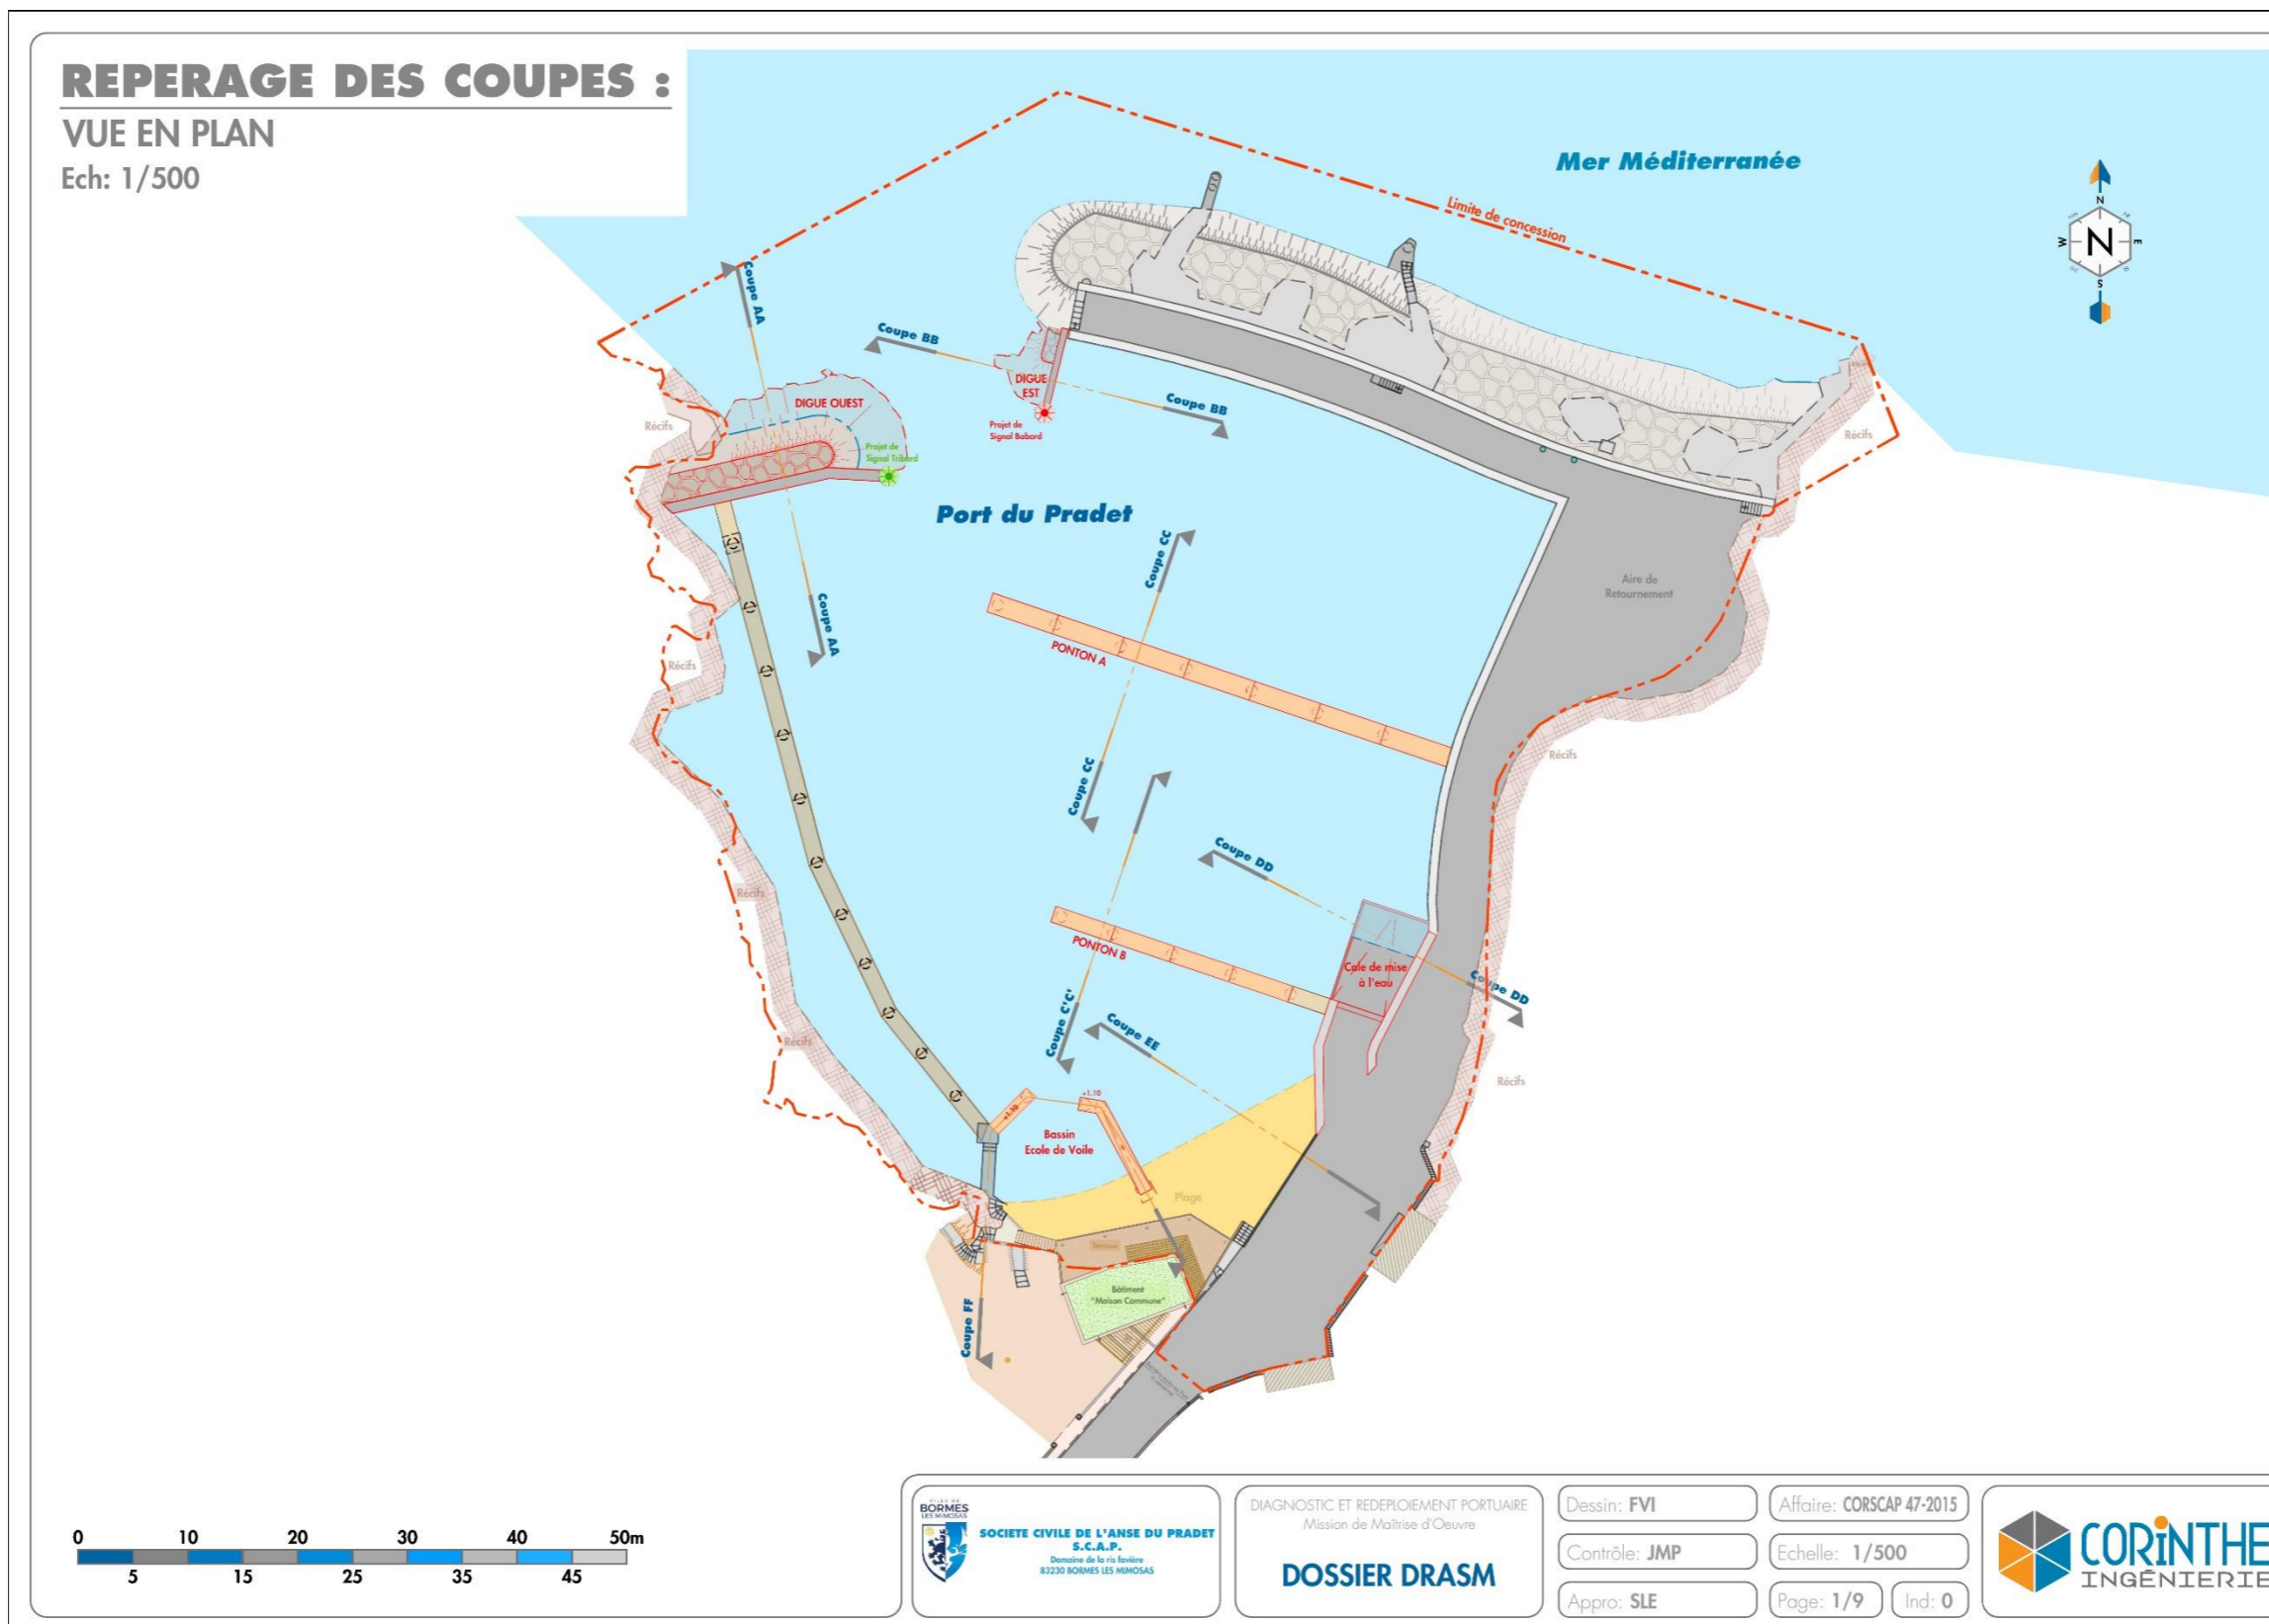 REPERAGE DES COUPES :
VUE EN PLAN
Ech: 1/500
Mer Méditerranée
Limite de concession
N
N
E
S
W
Coupe AA
Coupe BB
DIGUE
EST
Coupe BB
DIGUE OUEST
Projet de
Signal Babord
Récifs
Projet de
Signal Tribord
Récifs
Port du Pradet
Coupe CC
Aire de
Retournement
Coupe AA
PONTON A
Récifs
Récifs
Coupe CC
Coupe DD
Récifs
PONTON B
Cale de mise
à l'eau
Coupe DD
Coupe C'C'
Coupe EE
Récifs
Récifs
+1.10
+1.10
Bassin
Ecole de Voile
Plage
Terrasse
Bâtiment
"Maison Commune"
Coupe FF
0 10 20 30 40 50m
5 15 25 35 45
VILLE DE
BORMES
LES MIMOSAS
SOCIETE CIVILE DE L'ANSE DU PRADET
S.C.A.P.
Domaine de la ris favière
83230 BORMES LES MIMOSAS
DIAGNOSTIC ET REDEPLOIEMENT PORTUAIRE
Mission de Maîtrise d'Oeuvre
DOSSIER DRASM
Dessin: FVI
Contrôle: JMP
Appro: SLE
Affaire: CORSCAP 47-2015
Echelle: 1/500
Page: 1/9
Ind: 0
CORiNTHE
INGÉNIERIE